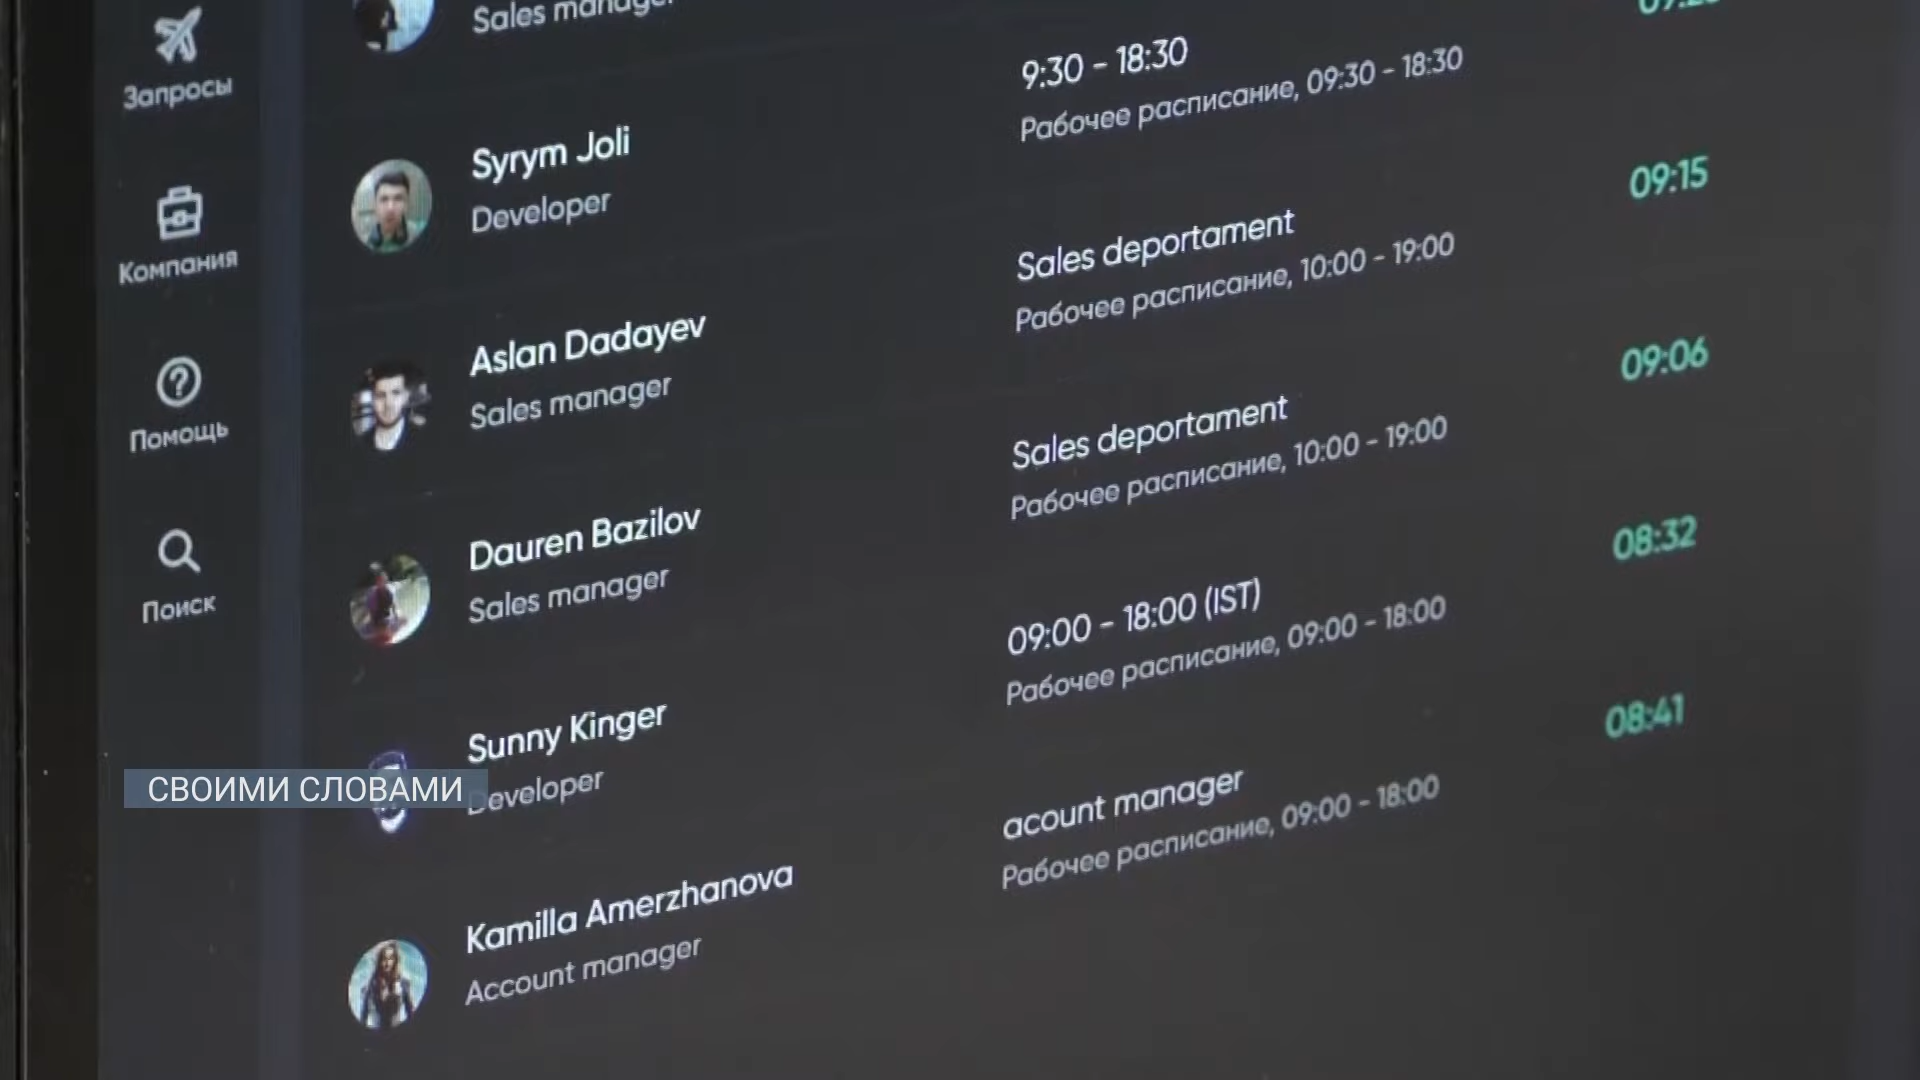 Запросы
Компания
Помощь
Поиск
Sales manager
Syrym Joli
Developer
Aslan Dadayev
Sales manager
Dauren Bazilov
Sales manager
Sunny Kinger
Developer
Kamilla Amerzhanova
Account manager
9:30 - 18:30
Рабочее расписание, 09:30 - 18:30
Sales deportament
Рабочее расписание, 10:00 - 19:00
Sales deportament
Рабочее расписание, 10:00 - 19:00
09:00 - 18:00 (IST)
Рабочее расписание, 09:00 - 18:00
acount manager
Рабочее расписание, 09:00 - 18:00
09:15
09:06
08:32
08:41
СВОИМИ СЛОВАМИ